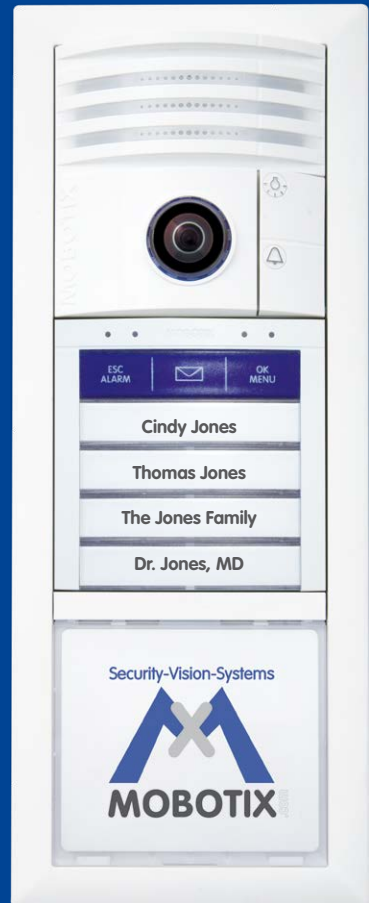 MOBOTIX
MOBOTIX
ESC
ALARM
OK
MENU
Cindy Jones
Thomas Jones
The Jones Family
Dr. Jones, MD
Security-Vision-Systems
MOBOTIX